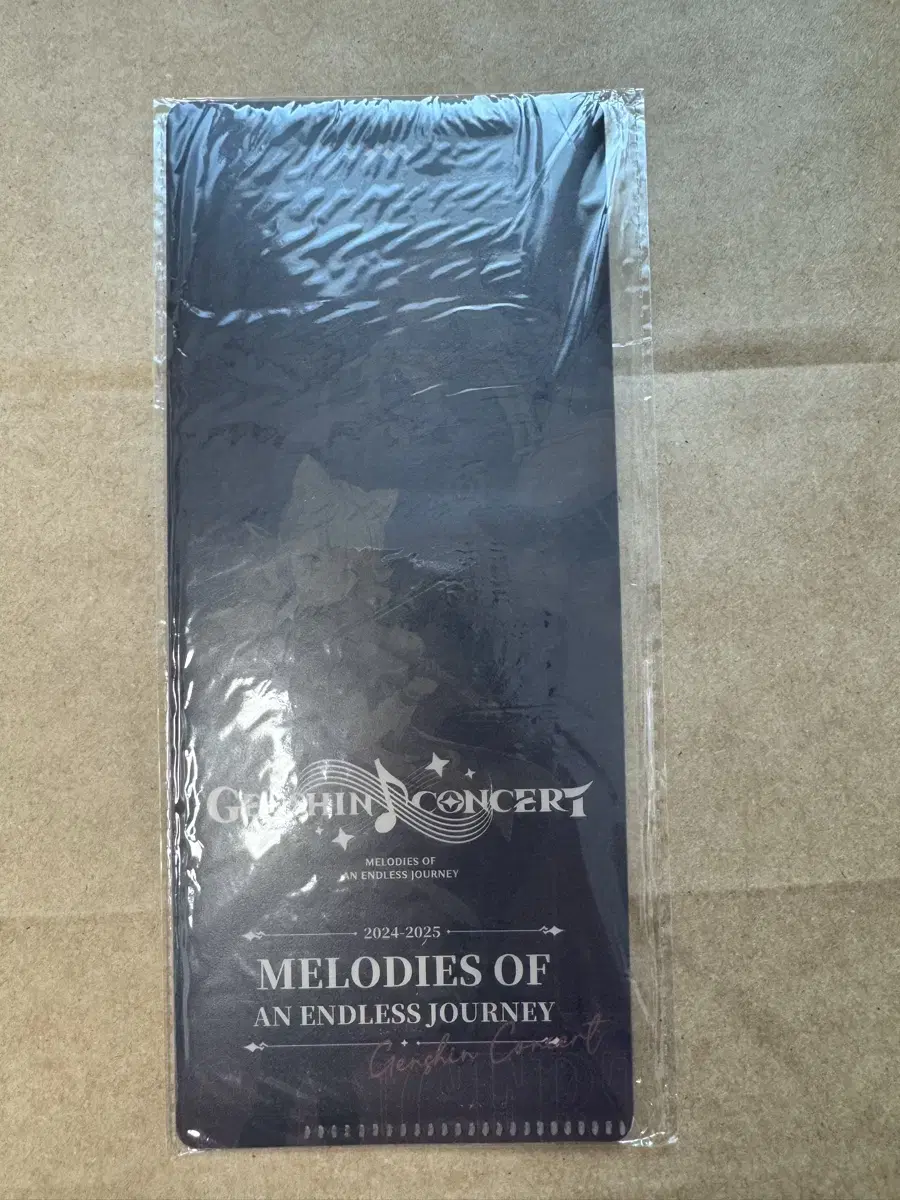 GENSHIN CONCERT
MELODIES OF
AN ENDLESS JOURNEY
2024-2025
MELODIES OF
AN ENDLESS JOURNEY
Genshin Concert